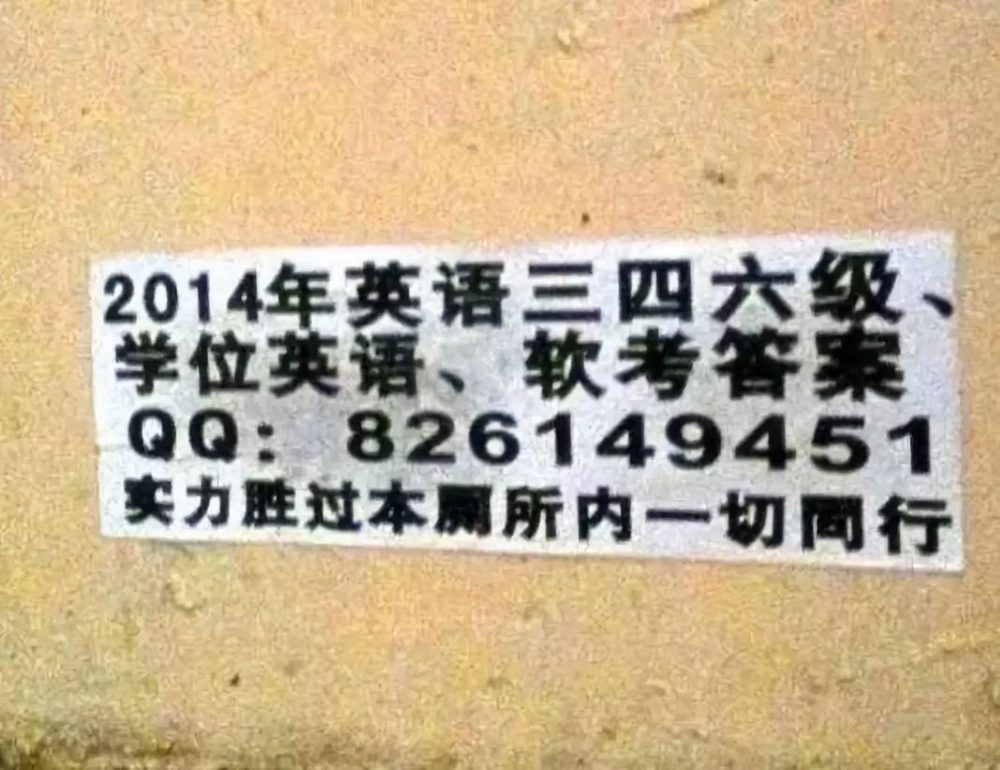 2014年英语三四六级、
学位英语、软考答案
QQ: 826149451
实力胜过本厕所内一切同行